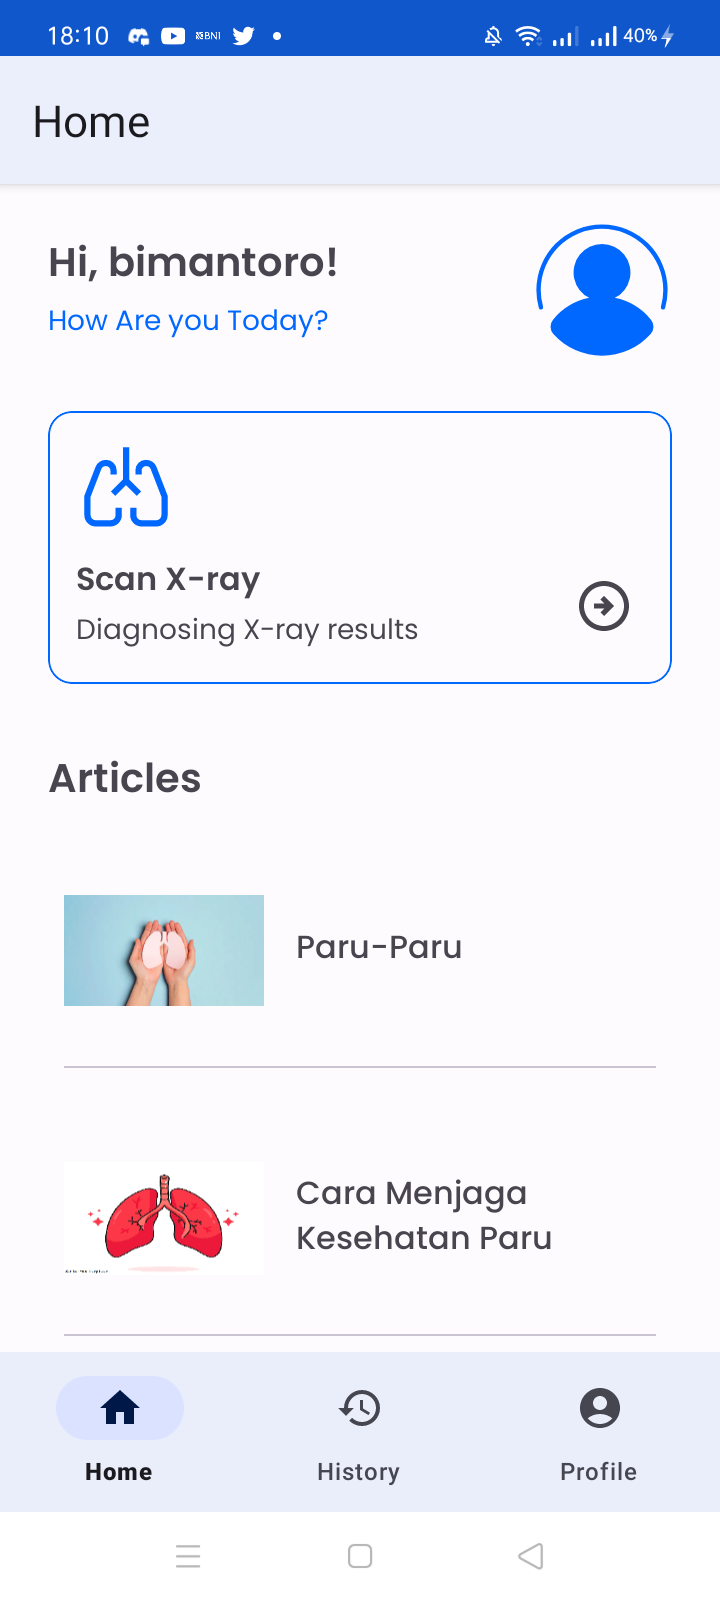 18:10 BNI 40%
Home
Hi, bimantoro!
How Are you Today?
Scan X-ray
Diagnosing X-ray results
Articles
Paru-Paru
Cara Menjaga
Kesehatan Paru
Home History Profile